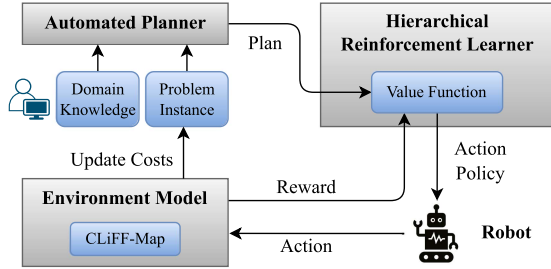 Automated Planner
Hierarchical
Reinforcement Learner
Plan
Domain
Knowledge
Problem
Instance
Value Function
Update Costs
Action
Policy
Environment Model
Reward
CLiFF-Map
Action
Robot